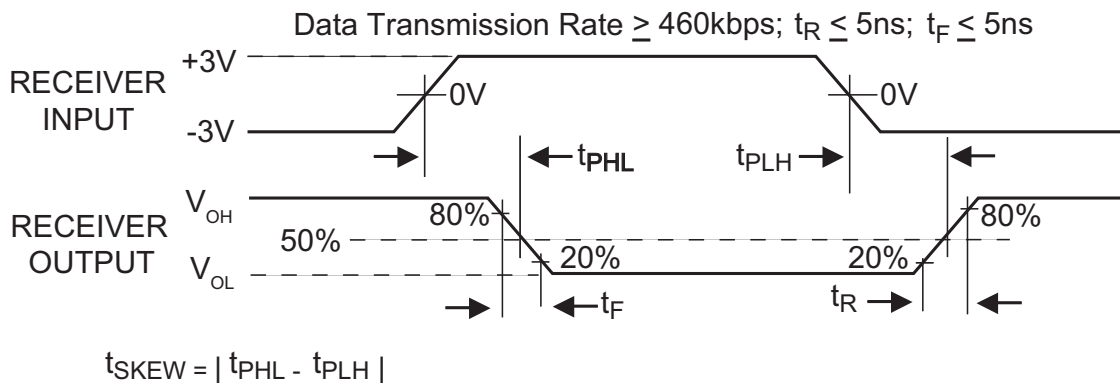 Data Transmission Rate ≥ 460kbps; tR ≤ 5ns; tF ≤ 5ns
+3V
RECEIVER
INPUT
0V
0V
-3V
tPHL
tPLH
VOH
80%
80%
RECEIVER
OUTPUT
50%
20%
20%
VOL
tF
tR
tSKEW = | tPHL - tPLH |